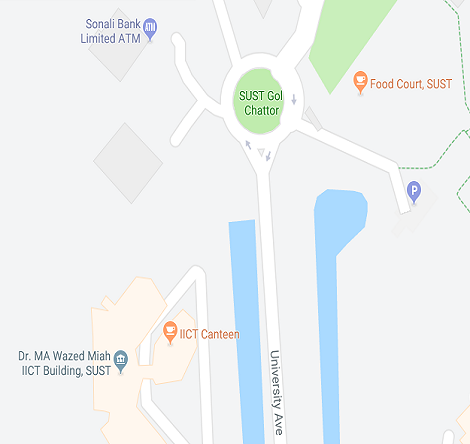 Sonali Bank
Limited ATM
ATM
SUST Gol
Chattor
Food Court, SUST
P
IICT Canteen
Dr. MA Wazed Miah
IICT Building, SUST
University Ave